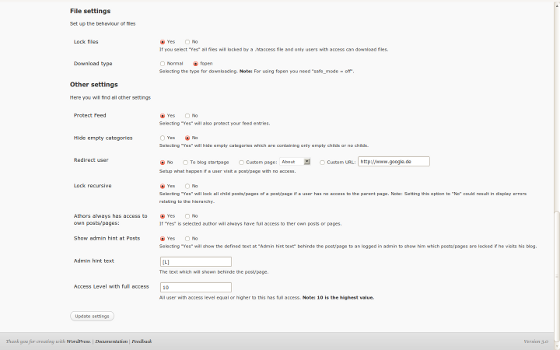 File settings
Set up the behaviour of files
Lock files
Yes No
If you select "Yes" all files will locked by a .htaccess file and only users with access can download files.
Download type
Normal fopen
Selecting the type for downloading. Note: For using fopen you need "safe_mode = off".
Other settings
Here you will find all other settings
Protect Feed
Yes No
Selecting "Yes" will also protect your feed entries.
Hide empty categories
Yes No
Selecting "Yes" will hide empty categories which are containing only empty childs or no childs.
Redirect user
No To blog startpage Custom page: About Custom URL: http://www.google.de
Setup what happen if a user visit a post/page with no access.
Lock recursive
Yes No
Selecting "Yes" will lock all child posts/pages of a post/page if a user has no access to the parent page. Note: Setting this option to "No" could result in display errors
relating to the hierarchy.
Athors always has access to
own posts/pages:
Yes No
If "Yes" is selected author will always have full access to ther own posts or pages.
Show admin hint at Posts
Yes No
Selecting "Yes" will show the defined text at "Admin hint text" behinde the post/page to an logged in admin to show him which posts/pages are locked if he visits his blog.
Admin hint text
[L]
The text which will shown behinde the post/page.
Access Level with full access
10
All user with access level equal or higher to this has full access. Note: 10 is the highest value.
Update settings
Thank you for creating with WordPress | Documentation | Feedback